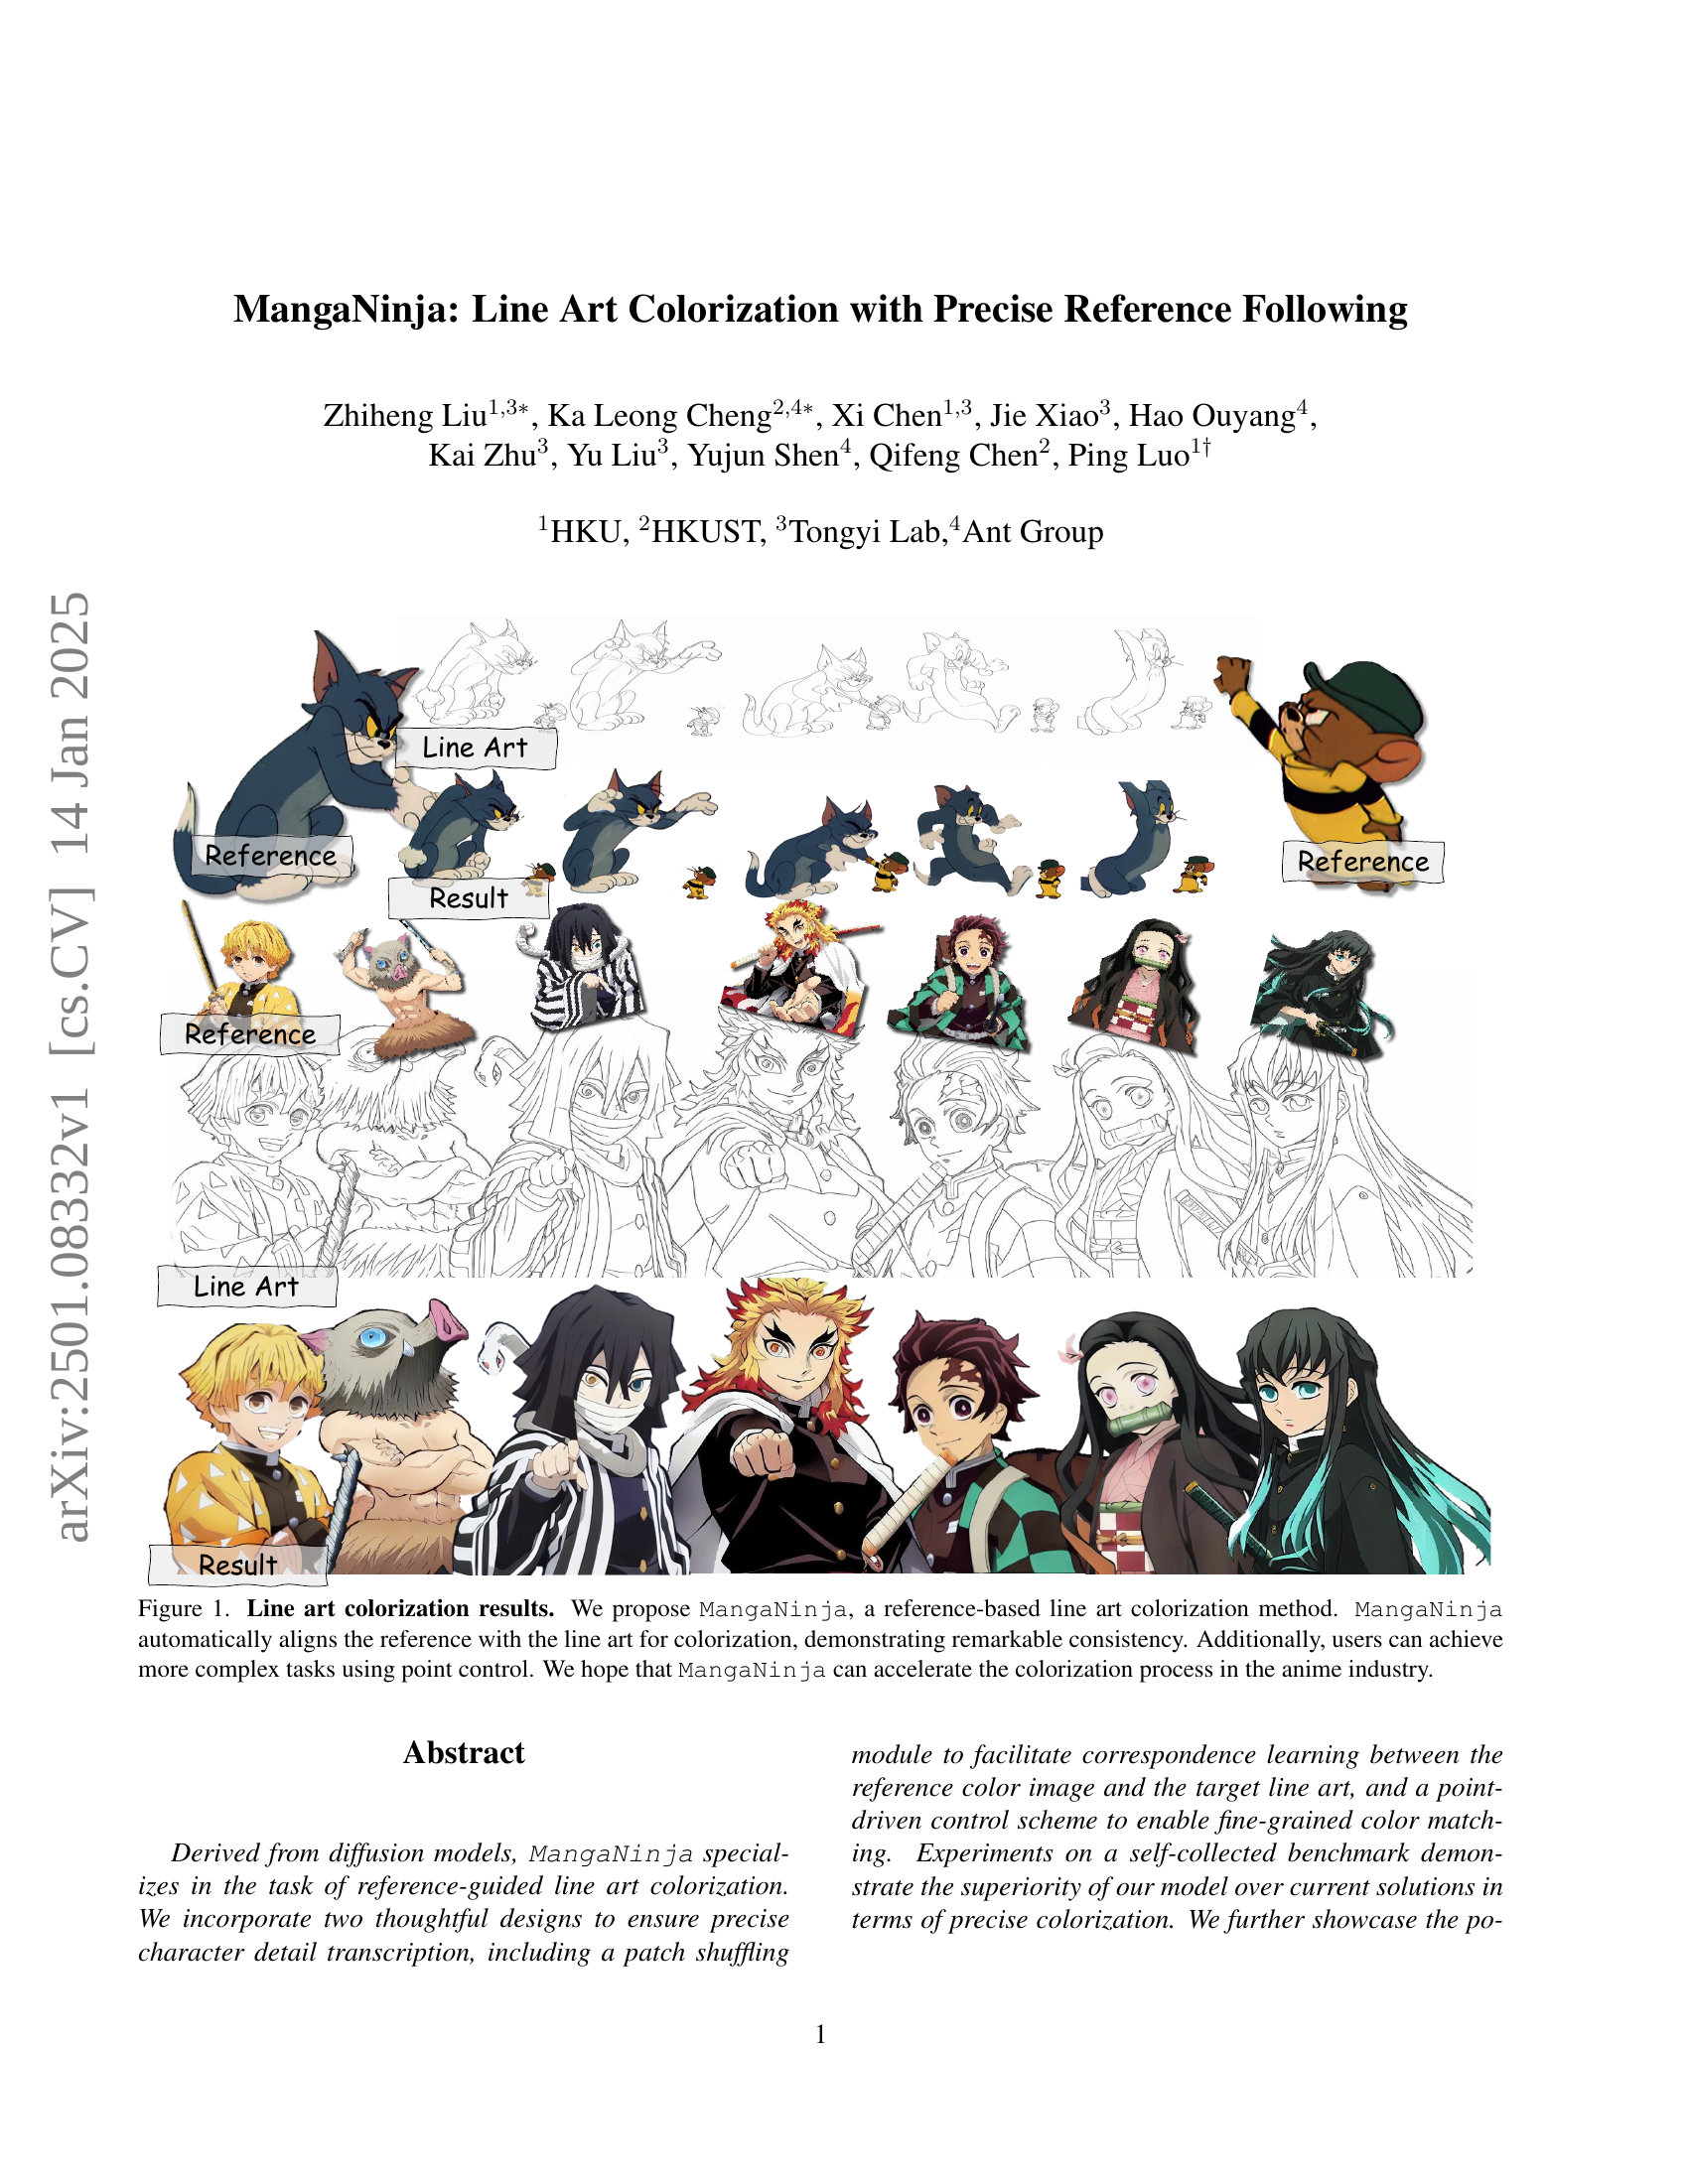 MangaNinja: Line Art Colorization with Precise Reference Following
Zhiheng Liu1,3∗, Ka Leong Cheng2,4∗, Xi Chen1,3, Jie Xiao3, Hao Ouyang4,
Kai Zhu3, Yu Liu3, Yujun Shen4, Qifeng Chen2, Ping Luo1†
1HKU, 2HKUST, 3Tongyi Lab,4Ant Group
arXiv:2501.08332v1 [cs.CV] 14 Jan 2025
Line Art
Reference
Reference
Result
Reference
Line Art
Result
Figure 1. Line art colorization results. We propose MangaNinja, a reference-based line art colorization method. MangaNinja
automatically aligns the reference with the line art for colorization, demonstrating remarkable consistency. Additionally, users can achieve
more complex tasks using point control. We hope that MangaNinja can accelerate the colorization process in the anime industry.
Abstract
Derived from diffusion models, MangaNinja special-
izes in the task of reference-guided line art colorization.
We incorporate two thoughtful designs to ensure precise
character detail transcription, including a patch shuffling
module to facilitate correspondence learning between the
reference color image and the target line art, and a point-
driven control scheme to enable fine-grained color match-
ing. Experiments on a self-collected benchmark demon-
strate the superiority of our model over current solutions in
terms of precise colorization. We further showcase the po-
1